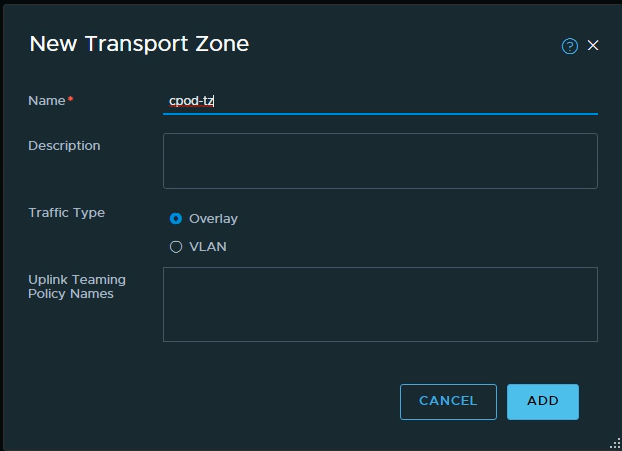 New Transport Zone
?
Name*
cpod-tz
Description
Traffic Type
Overlay
VLAN
Uplink Teaming
Policy Names
CANCEL
ADD